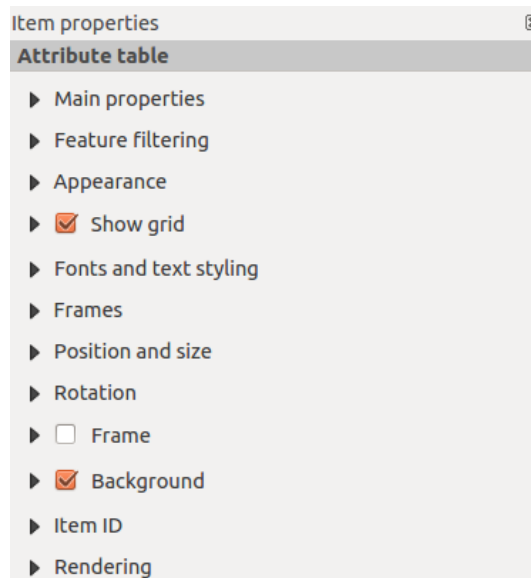 Item properties
Attribute table
Main properties
Feature filtering
Appearance
Show grid
Fonts and text styling
Frames
Position and size
Rotation
Frame
Background
Item ID
Rendering